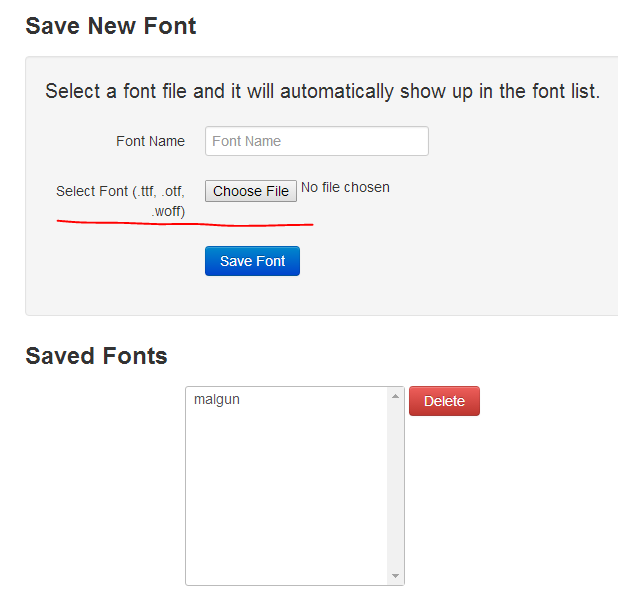 Save New Font
Select a font file and it will automatically show up in the font list.
Font Name
Font Name
Select Font (.ttf, .otf,
.woff)
Choose File No file chosen
Save Font
Saved Fonts
malgun
Delete